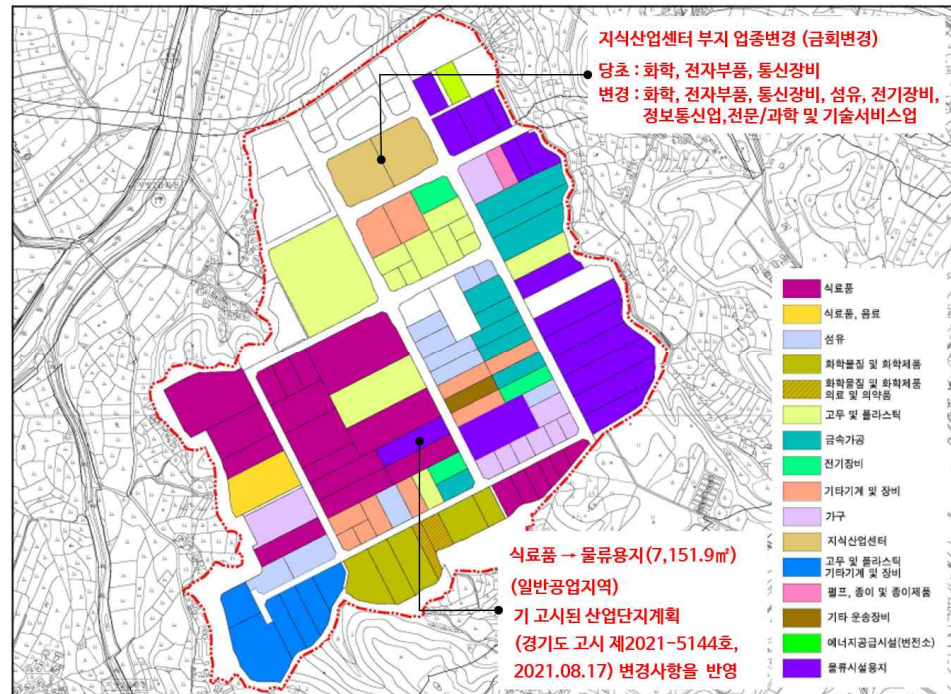 지식산업센터 부지 업종변경 (금회변경)
당초 : 화학, 전자부품, 통신장비
변경 : 화학, 전자부품, 통신장비, 섬유, 전기장비,
정보통신업,전문/과학 및 기술서비스업
식료품
식료품, 음료
섬유
화학물질 및 화학제품
화학물질 및 화학제품
의료 및 의약품
고무 및 플라스틱
금속가공
전기장비
기타기계 및 장비
가구
지식산업센터
고무 및 플라스틱
기타기계 및 장비
펄프, 종이 및 종이제품
기타 운송장비
에너지공급시설(변전소)
물류시설용지
식료품 → 물류용지(7,151.9㎡)
(일반공업지역)
기 고시된 산업단지계획
(경기도 고시 제2021-5144호,
2021.08.17) 변경사항을 반영